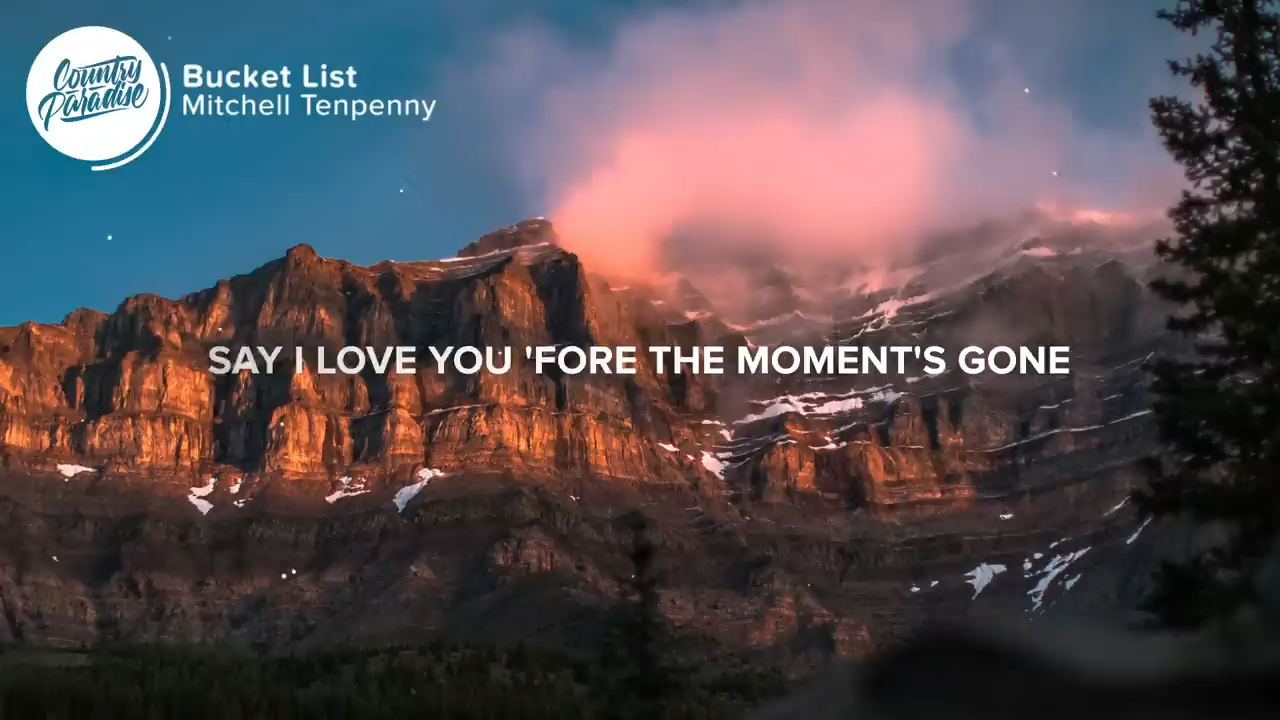 Country
Paradise
Bucket List
Mitchell Tenpenny
SAY I LOVE YOU 'FORE THE MOMENT'S GONE